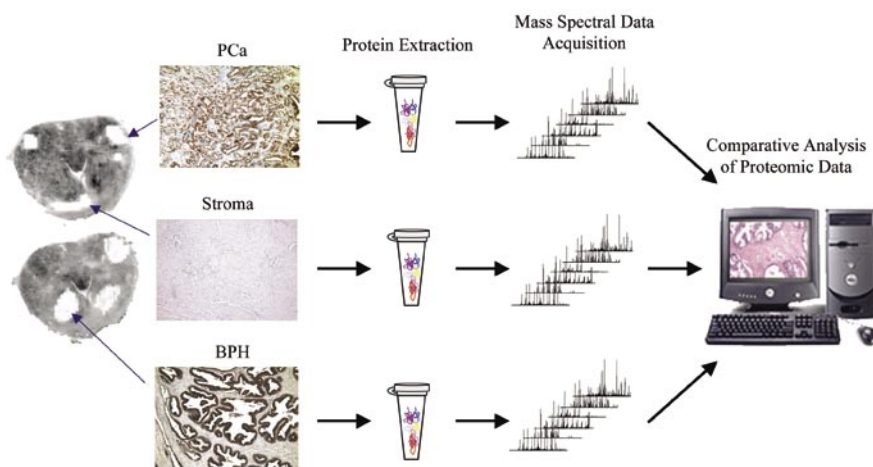 PCa
Protein Extraction
Mass Spectral Data
Acquisition
Comparative Analysis
of Proteomic Data
Stroma
BPH